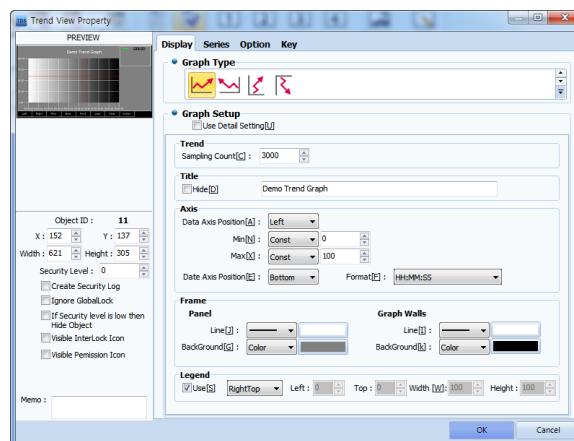 Trend View Property
PREVIEW
Demo Trend Graph
Object ID : 11
X : 152 Y : 137
Width : 621 Height : 305
Security Level : 0
Create Security Log
Ignore GlobalLock
If Security level is low then
Hide Object
Visible InterLock Icon
Visible Pemission Icon
Memo :
Display Series Option Key
Graph Type
Graph Setup
Use Detail Setting[U]
Trend
Sampling Count[C] : 3000
Title
Hide[D] Demo Trend Graph
Axis
Data Axis Position[A] : Left
Min[N] : Const 0
Max[X] : Const 100
Date Axis Position[E] : Bottom Format[F] : HH:MM:SS
Frame
Panel Graph Walls
Line[J] : Line[I] :
BackGround[G] : Color BackGround[k] : Color
Legend
Use[S] RightTop Left : 0 Top : 0 Width [W]: 100 Height : 100
OK Cancel